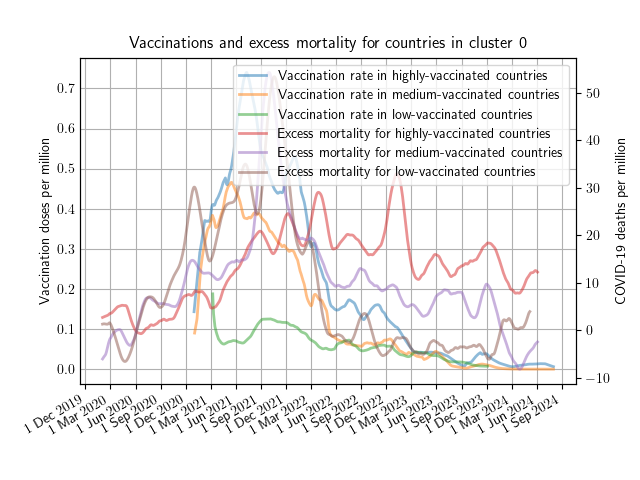 Vaccinations and excess mortality for countries in cluster 0
Vaccination rate in highly-vaccinated countries
Vaccination rate in medium-vaccinated countries
Vaccination rate in low-vaccinated countries
Excess mortality for highly-vaccinated countries
Excess mortality for medium-vaccinated countries
Excess mortality for low-vaccinated countries
Vaccination doses per million
0.7
0.6
0.5
0.4
0.3
0.2
0.1
0.0
COVID-19 deaths per million
50
40
30
20
10
0
−10
1 Dec 2019
1 Mar 2020
1 Jun 2020
1 Sep 2020
1 Dec 2020
1 Mar 2021
1 Jun 2021
1 Sep 2021
1 Dec 2021
1 Mar 2022
1 Jun 2022
1 Sep 2022
1 Dec 2022
1 Mar 2023
1 Jun 2023
1 Sep 2023
1 Dec 2023
1 Mar 2024
1 Jun 2024
1 Sep 2024